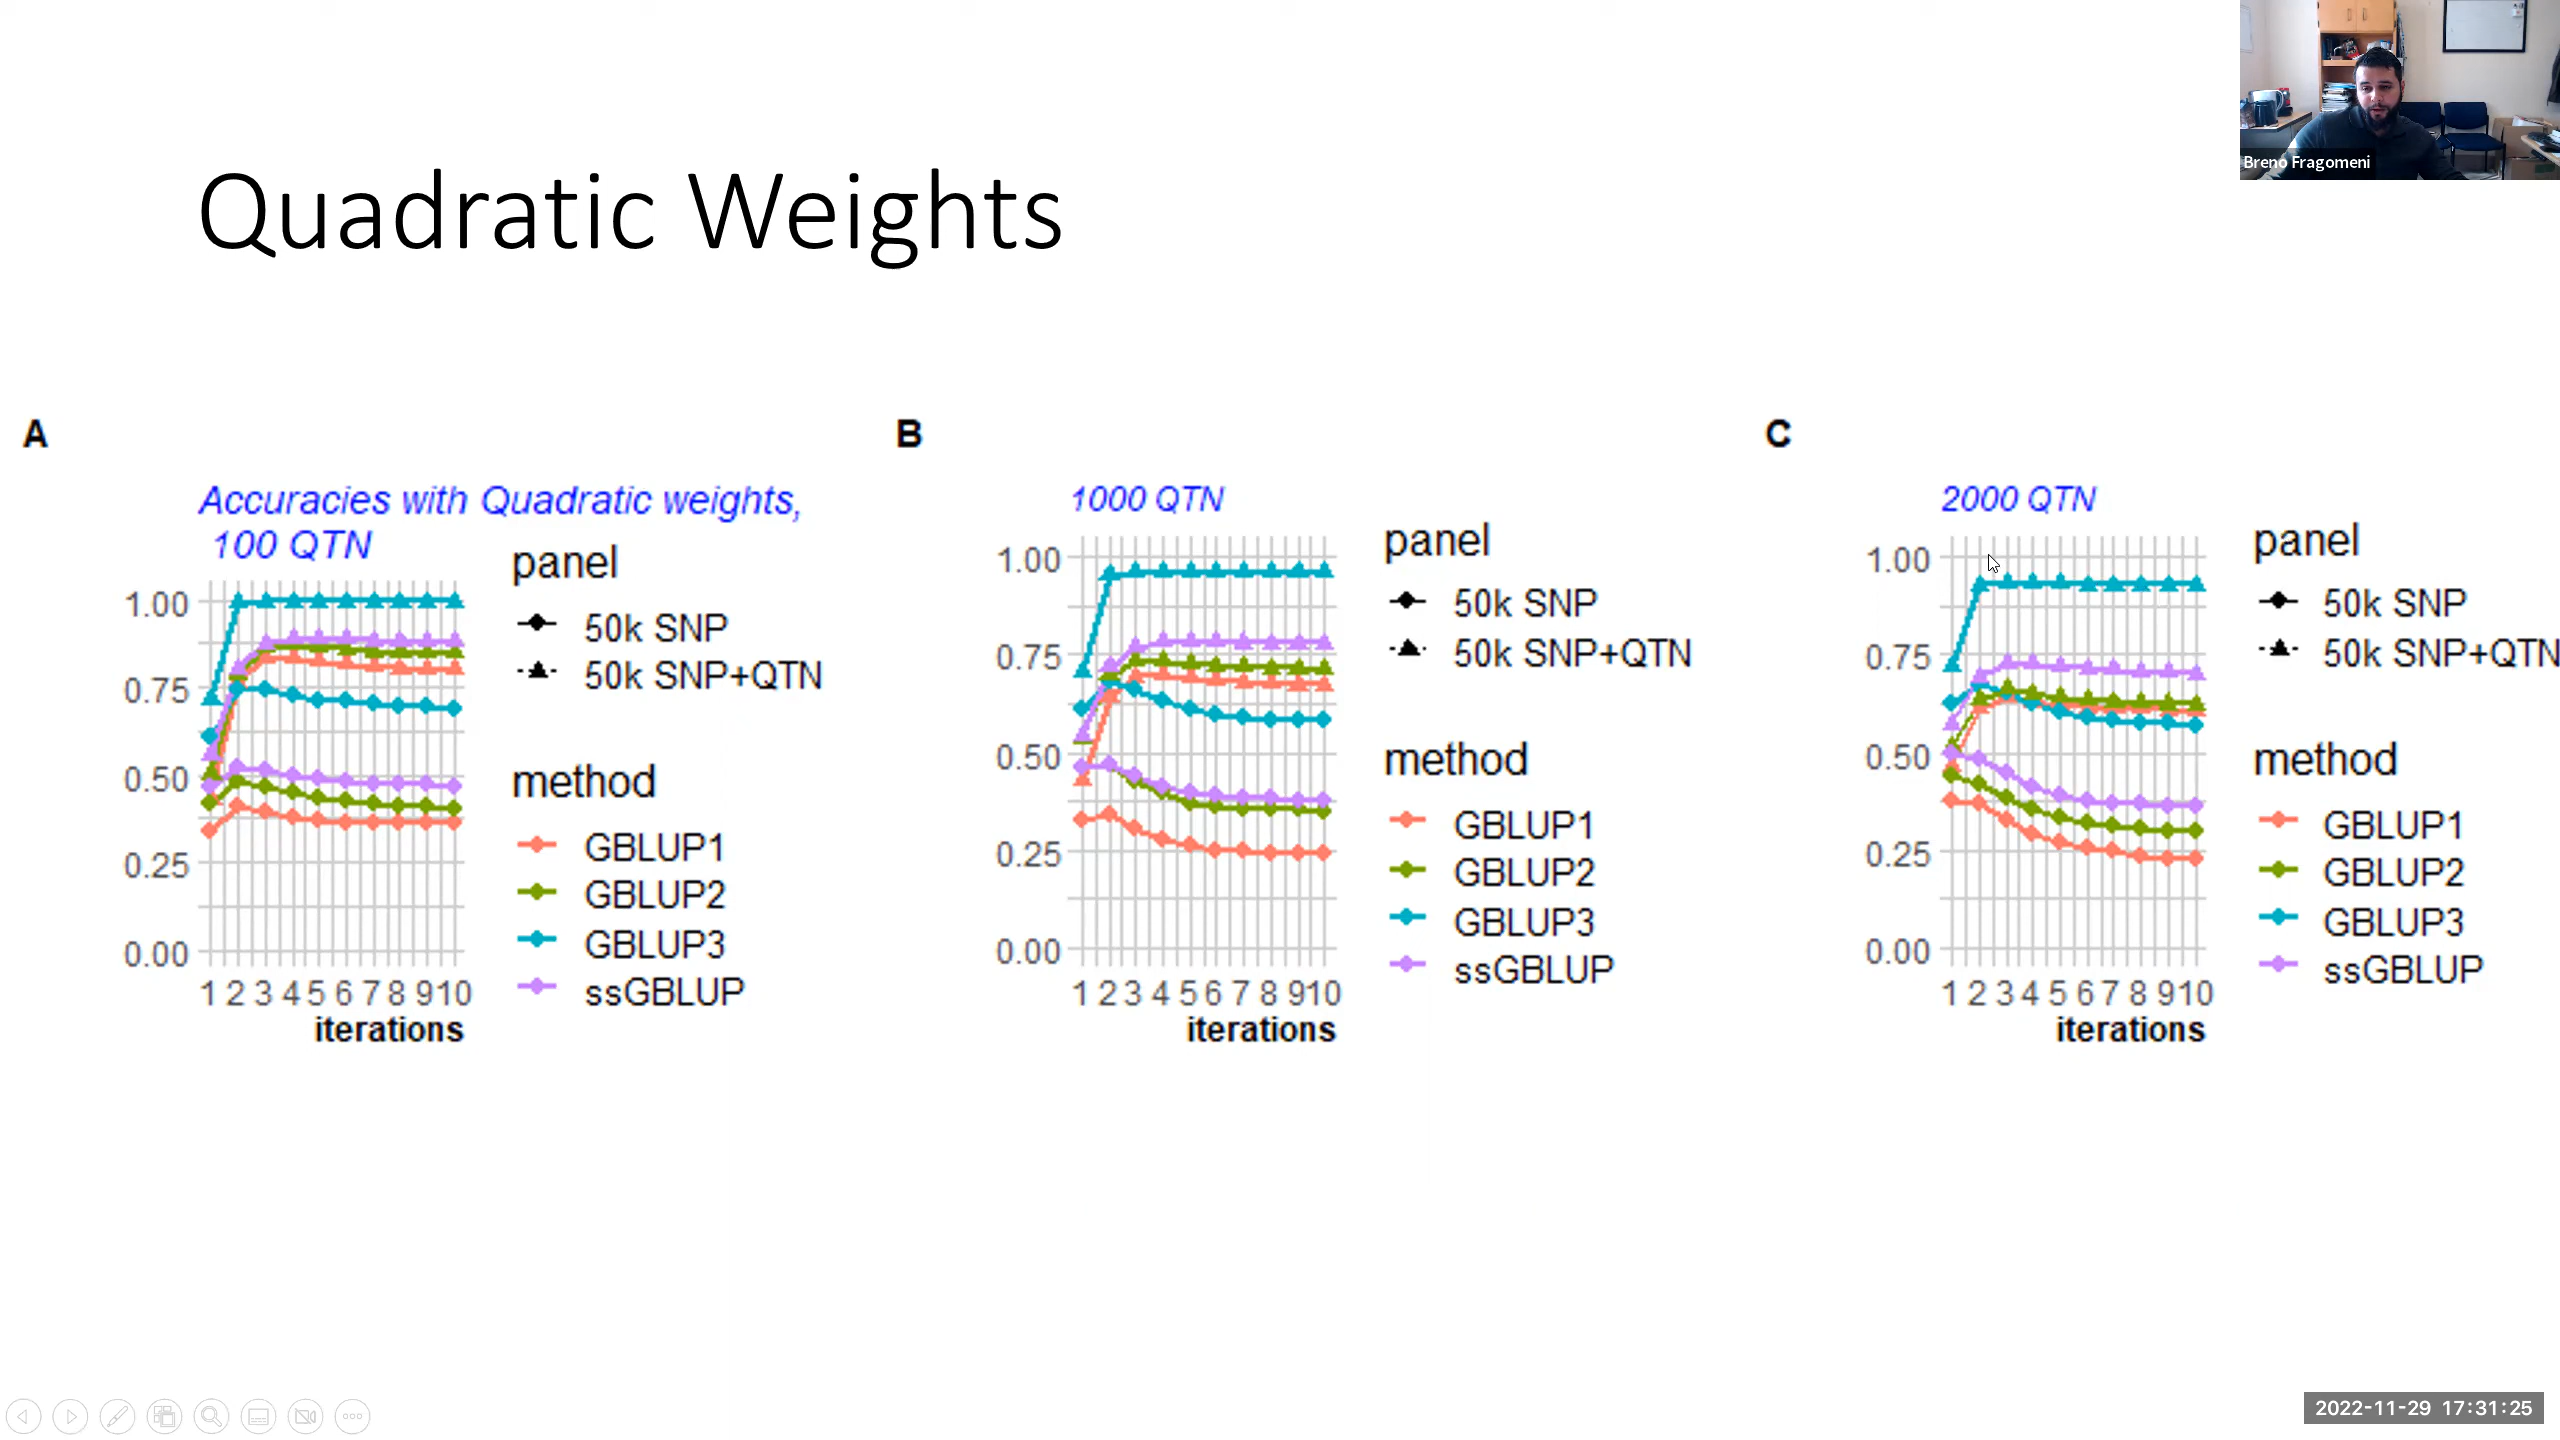 Breno Fragomeni
Quadratic Weights
A
Accuracies with Quadratic weights,
100 QTN
1.00
0.75
0.50
0.25
0.00
1 2 3 4 5 6 7 8 9 10
iterations
panel
50k SNP
50k SNP+QTN
method
GBLUP1
GBLUP2
GBLUP3
ssGBLUP
B
1000 QTN
1.00
0.75
0.50
0.25
0.00
1 2 3 4 5 6 7 8 9 10
iterations
panel
50k SNP
50k SNP+QTN
method
GBLUP1
GBLUP2
GBLUP3
ssGBLUP
C
2000 QTN
1.00
0.75
0.50
0.25
0.00
1 2 3 4 5 6 7 8 9 10
iterations
panel
50k SNP
50k SNP+QTN
method
GBLUP1
GBLUP2
GBLUP3
ssGBLUP
2022-11-29 17:31:25